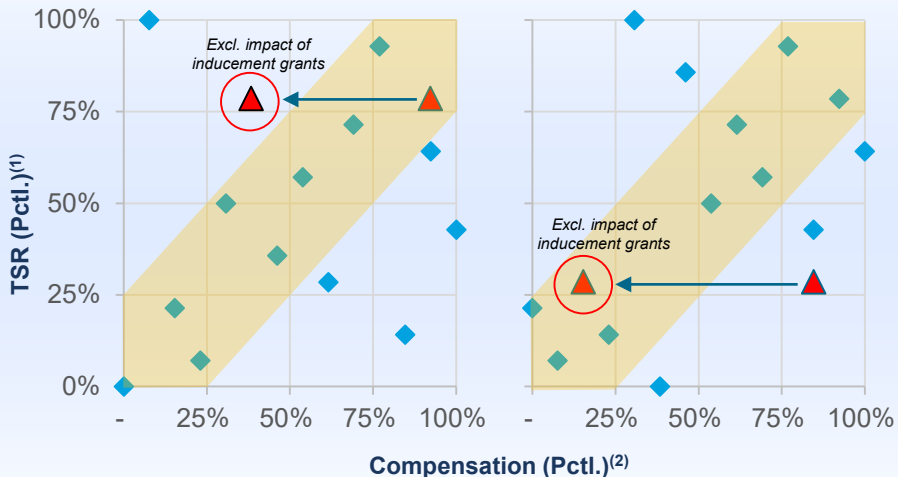 100%
75%
50%
25%
0%
TSR (Pctl.)(1)
Excl. impact of
inducement grants
- 25% 50% 75% 100%
Excl. impact of
inducement grants
- 25% 50% 75% 100%
Compensation (Pctl.)(2)